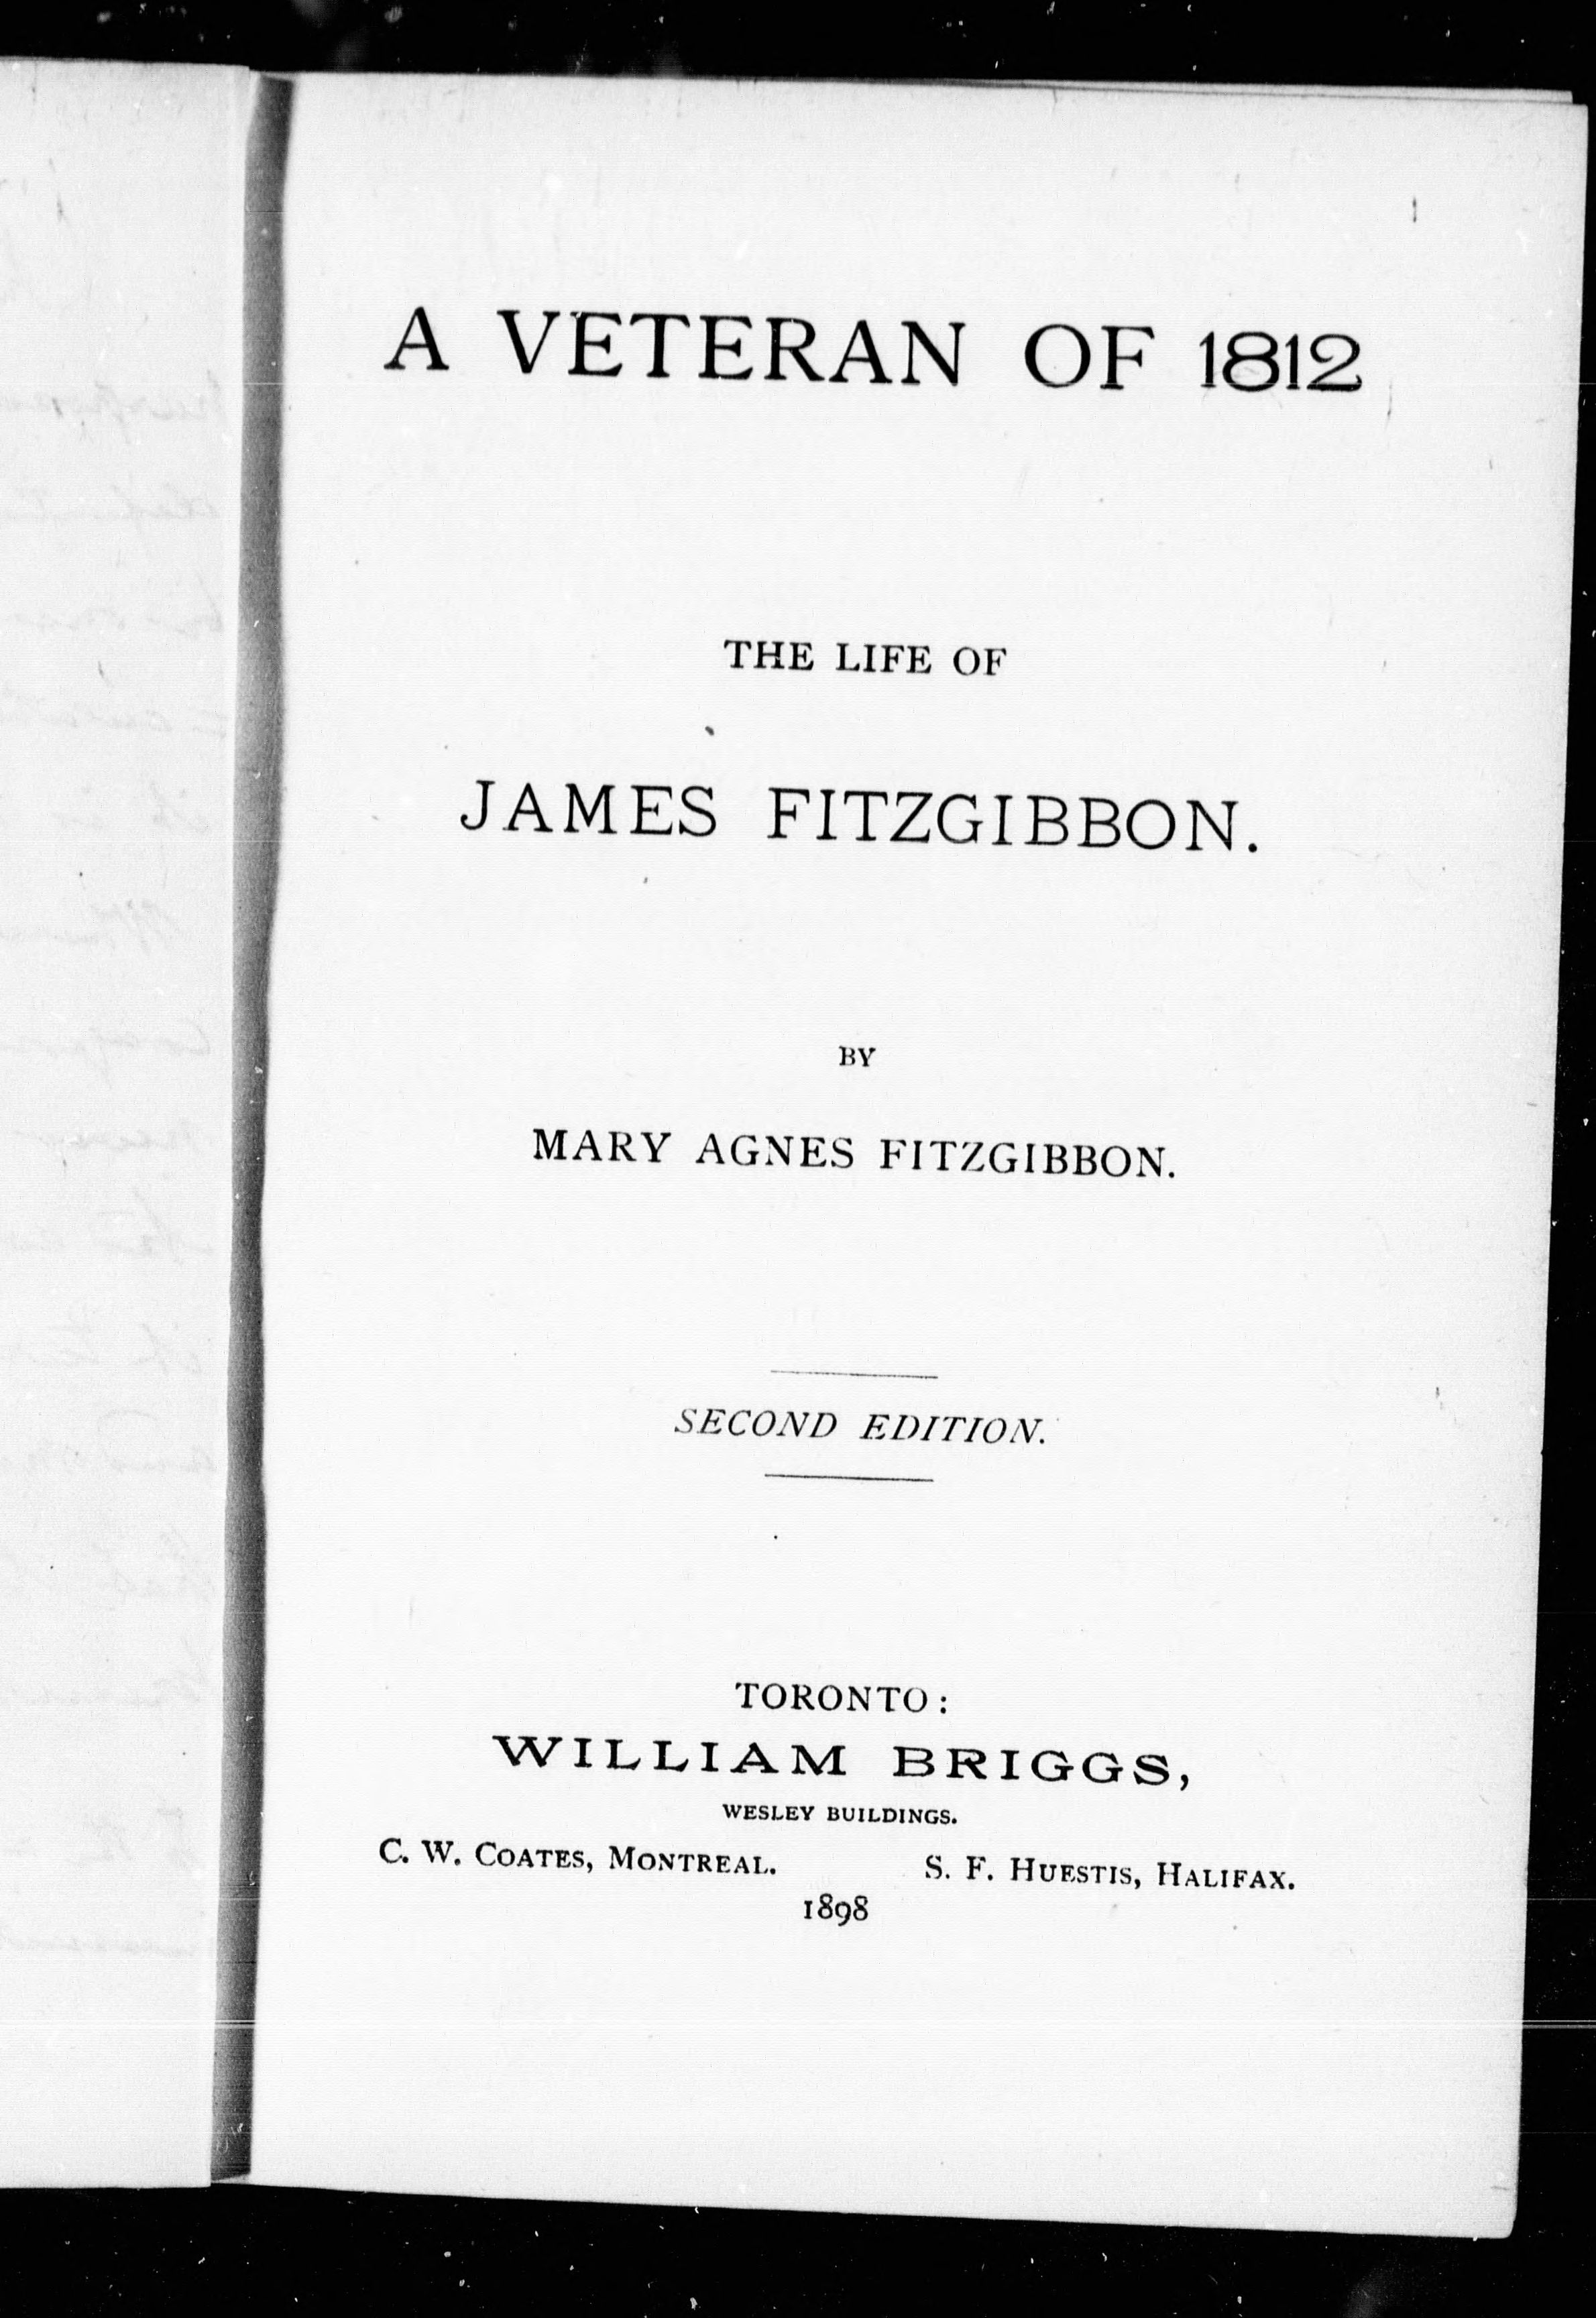 A VETERAN OF 1812
THE LIFE OF
JAMES FITZGIBBON.
BY
MARY AGNES FITZGIBBON.
SECOND EDITION.
TORONTO:
WILLIAM BRIGGS,
WESLEY BUILDINGS.
C. W. COATES, MONTREAL. S. F. HUESTIS, HALIFAX.
1898